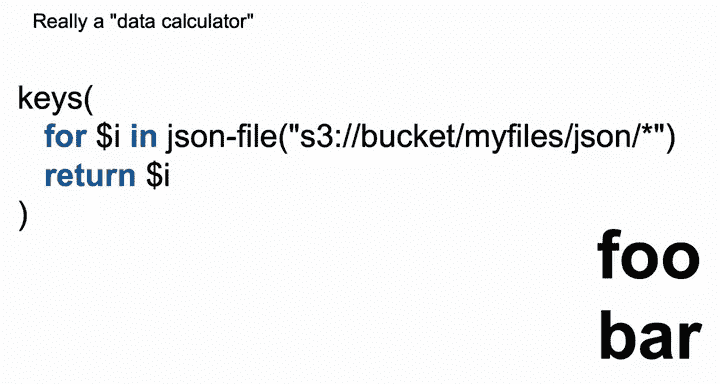 Really a "data calculator"
keys(
for $i in json-file("s3://bucket/myfiles/json/*")
return $i
)
foo
bar